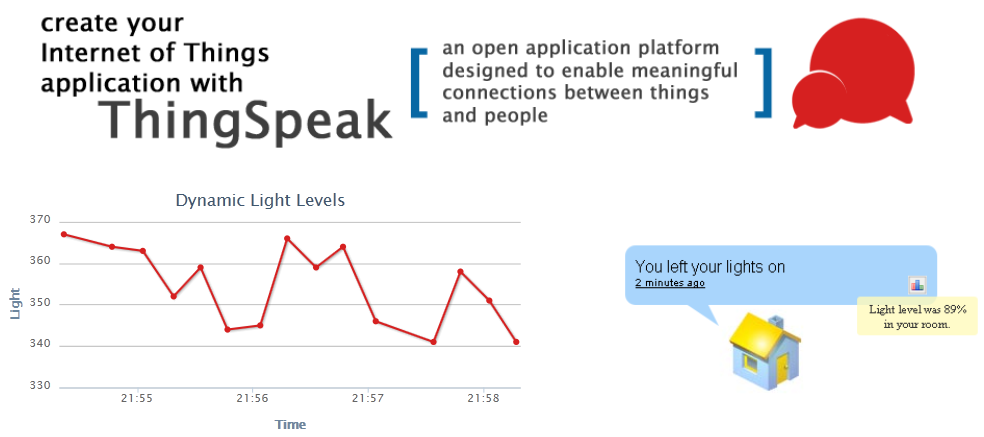 create your
Internet of Things
application with
ThingSpeak
an open application platform
designed to enable meaningful
connections between things
and people
Dynamic Light Levels
370
360
350
340
330
Light
21:55
21:56
21:57
21:58
Time
You left your lights on
2 minutes ago
Light level was 89%
in your room.